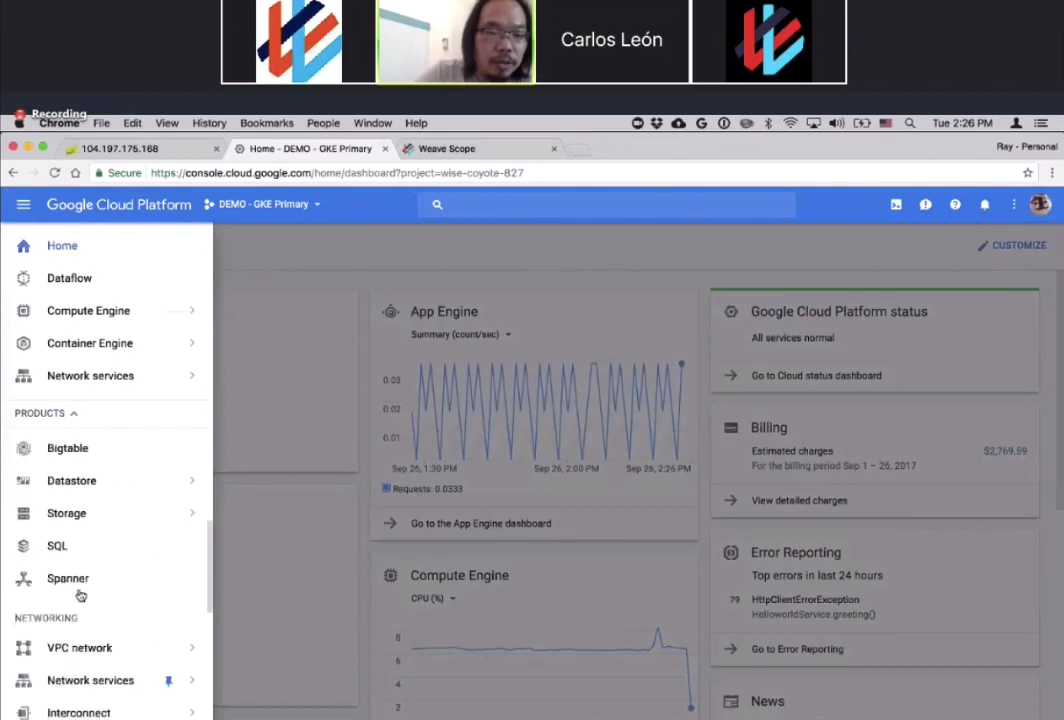 Carlos León
Recording
Chrome File Edit View History Bookmarks People Window Help
Tue 2:26 PM
104.197.175.168
Home - DEMO - GKE Primary
Weave Scope
Ray - Personal
Secure https://console.cloud.google.com/home/dashboard?project=wise-coyote-827
Google Cloud Platform
DEMO - GKE Primary
Home
CUSTOMIZE
Dataflow
Compute Engine
Container Engine
Network services
PRODUCTS
Bigtable
Datastore
Storage
SQL
Spanner
NETWORKING
VPC network
Network services
Interconnect
App Engine
Summary (count/sec)
0.03
0.02
0.01
Sep 26, 1:30 PM Sep 26, 2:00 PM Sep 26, 2:26 PM
Requests: 0.0333
Go to the App Engine dashboard
Compute Engine
CPU (%)
8
6
4
2
Google Cloud Platform status
All services normal
Go to Cloud status dashboard
Billing
Estimated charges $2,769.59
For the billing period Sep 1 – 26, 2017
View detailed charges
Error Reporting
Top errors in last 24 hours
79 HttpClientErrorException
HelloworldService.greeting()
Go to Error Reporting
News